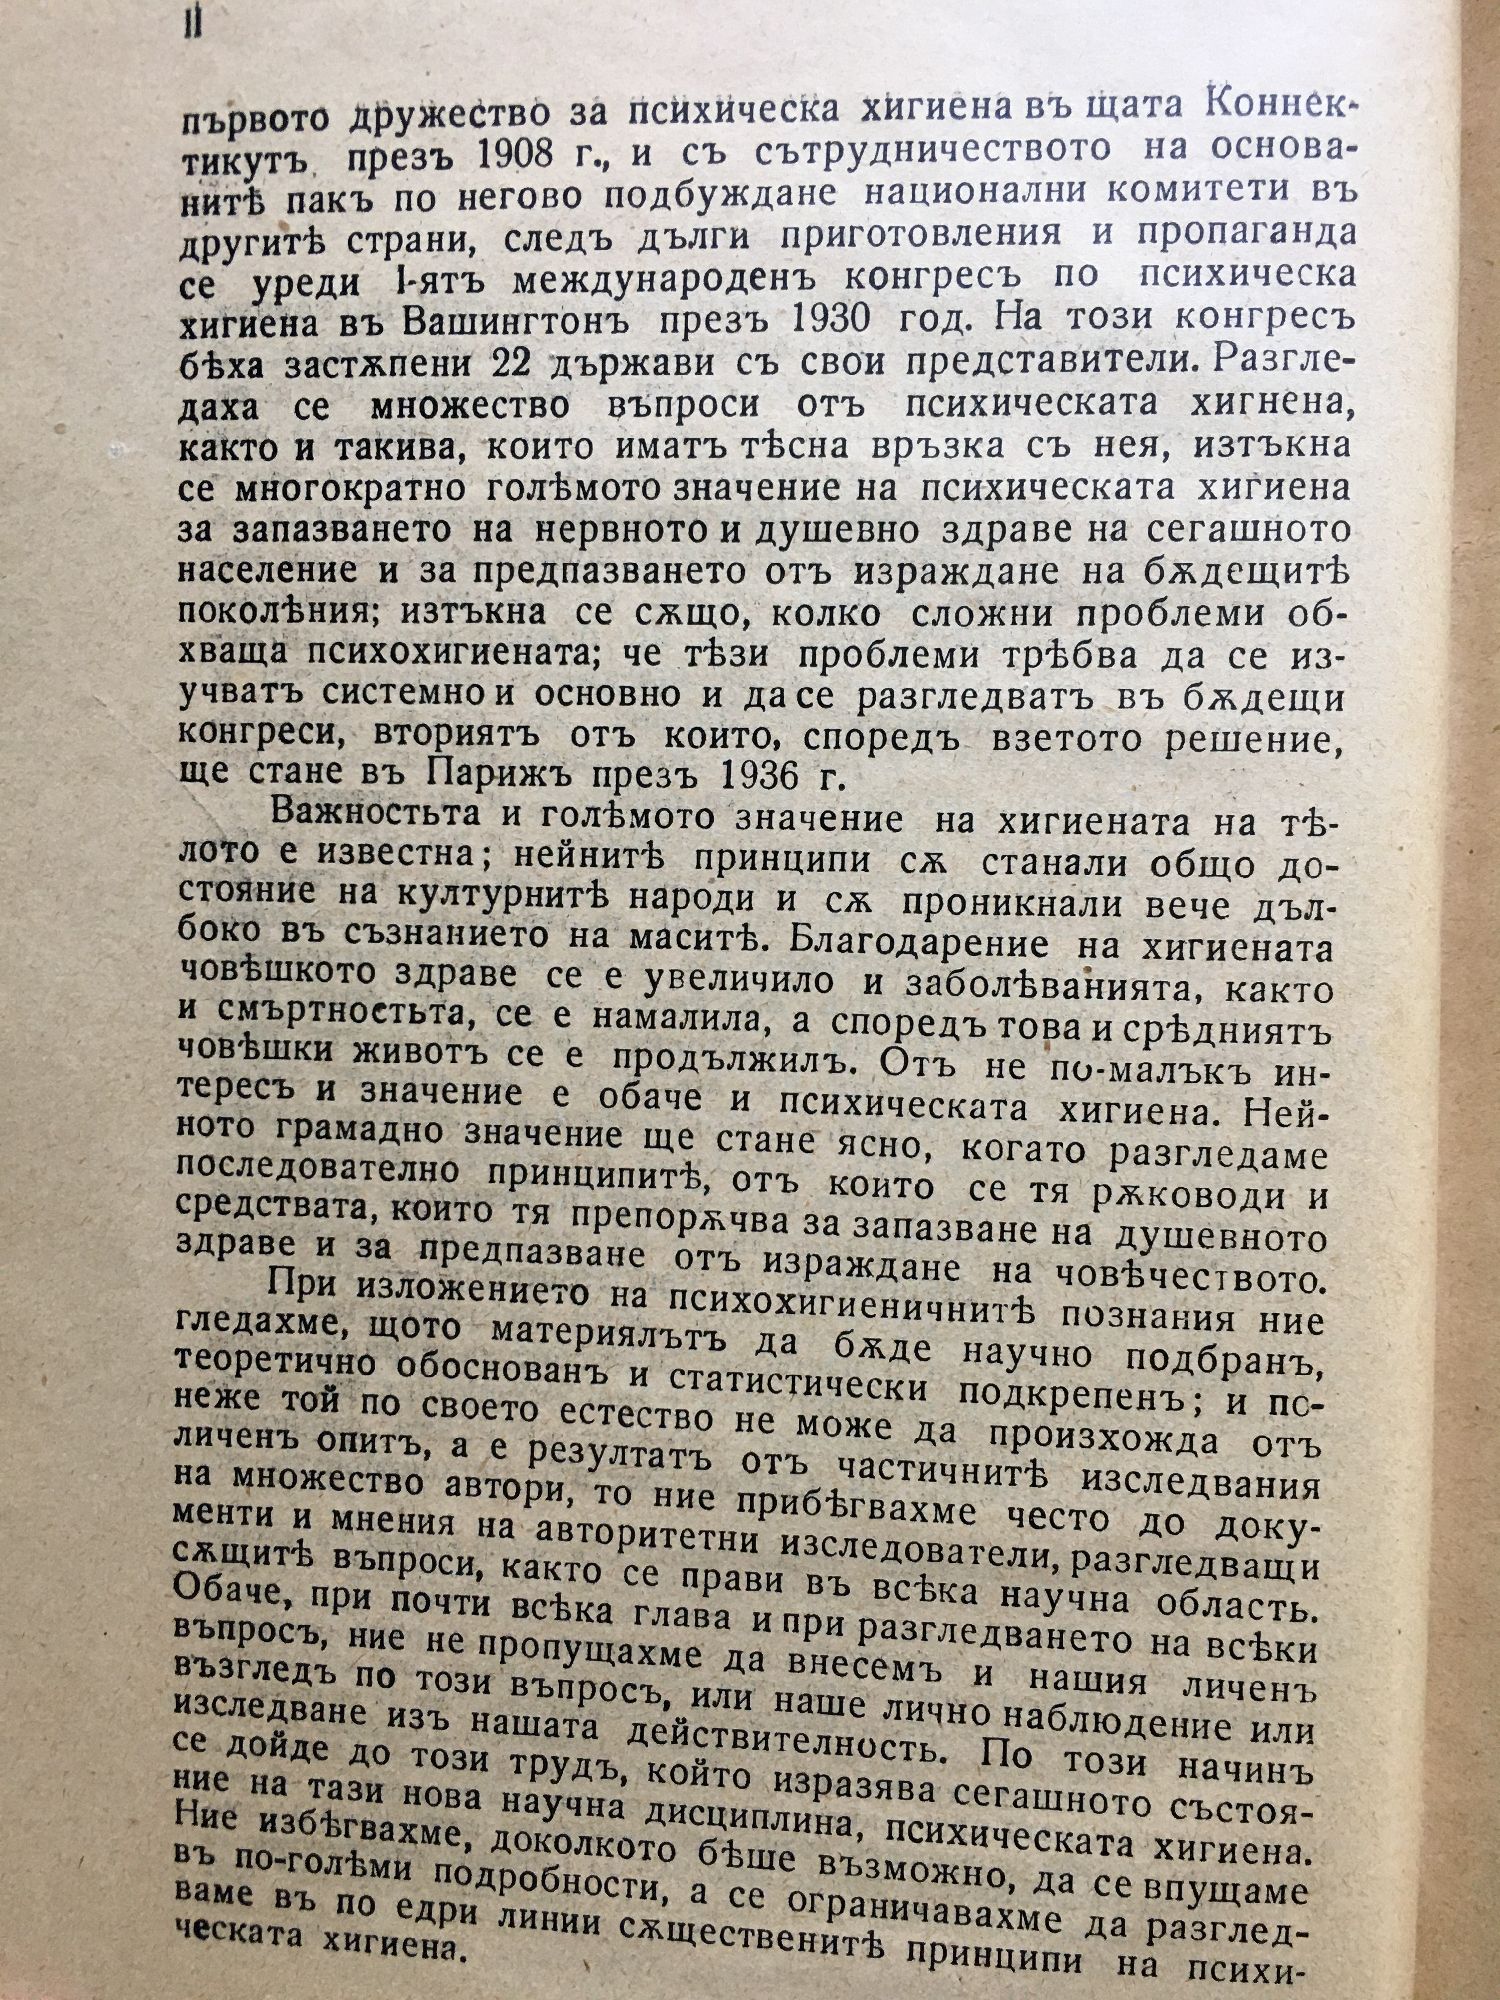 II
първото дружество за психическа хигиена въ щата Коннек-
тикутъ презъ 1908 г., и съ сътрудничеството на основа-
нитѣ пакъ по негово подбуждане национални комитети въ
другитѣ страни, следъ дълги приготовления и пропаганда
се уреди I-ятъ международенъ конгресъ по психическа
хигиена въ Вашингтонъ презъ 1930 год. На този конгресъ
бѣха застѫпени 22 държави съ свои представители. Разгле-
даха се множество въпроси отъ психическата хигнена,
както и такива, които иматъ тѣсна връзка съ нея, изтъкна
се многократно голѣмото значение на психическата хигиена
за запазването на нервното и душевно здраве на сегашното
население и за предпазването отъ израждане на бѫдещитѣ
поколѣния; изтъкна се сѫщо, колко сложни проблеми об-
хваща психохигиената; че тѣзи проблеми трѣбва да се из-
учватъ системно и основно и да се разгледватъ въ бѫдещи
конгреси, вториятъ отъ които, споредъ взетото решение,
ще стане въ Парижъ презъ 1936 г.
Важностьта и голѣмото значение на хигиената на тѣ-
лото е известна; нейнитѣ принципи сѫ станали общо до-
стояние на културнитѣ народи и сѫ проникнали вече дъл-
боко въ съзнанието на маситѣ. Благодарение на хигиената
човѣшкото здраве се е увеличило и заболѣванията, както
и смъртностьта, се е намалила, а споредъ това и срѣдниятъ
човѣшки животъ се е продължилъ. Отъ не по-малъкъ ин-
тересъ и значение е обаче и психическата хигиена. Ней-
ното грамадно значение ще стане ясно, когато разгледаме
последователно принципитѣ, отъ които се тя рѫководи и
средствата, които тя препорѫчва за запазване на душевното
здраве и за предпазване отъ израждане на човѣчеството.
При изложението на психохигиеничнитѣ познания ние
гледахме, щото материялътъ да бѫде научно подбранъ,
теоретично обоснованъ и статистически подкрепенъ; и по-
неже той по своето естество не може да произхожда отъ
личенъ опитъ, а е резултатъ отъ частичнитѣ изследвания
на множество автори, то ние прибѣгвахме често до доку-
менти и мнения на авторитетни изследователи, разгледващи
сѫщитѣ въпроси, както се прави въ всѣка научна область.
Обаче, при почти всѣка глава и при разгледването на всѣки
въпросъ, ние не пропущахме да внесемъ и нашия личенъ
възгледъ по този въпросъ, или наше лично наблюдение или
изследване изъ нашата действителность. По този начинъ
се дойде до този трудъ, който изразява сегашното състоя-
ние на тази нова научна дисциплина, психическата хигиена.
Ние избѣгвахме, доколкото бѣше възможно, да се впущаме
въ по-голѣми подробности, а се ограничавахме да разглед-
ваме въ по едри линии сѫщественитѣ принципи на психи-
ческата хигиена.